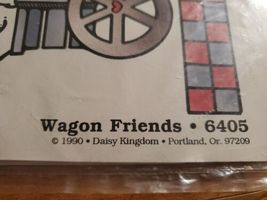 Wagon Friends • 6405
© 1990 • Daisy Kingdom • Portland, Or. 97209